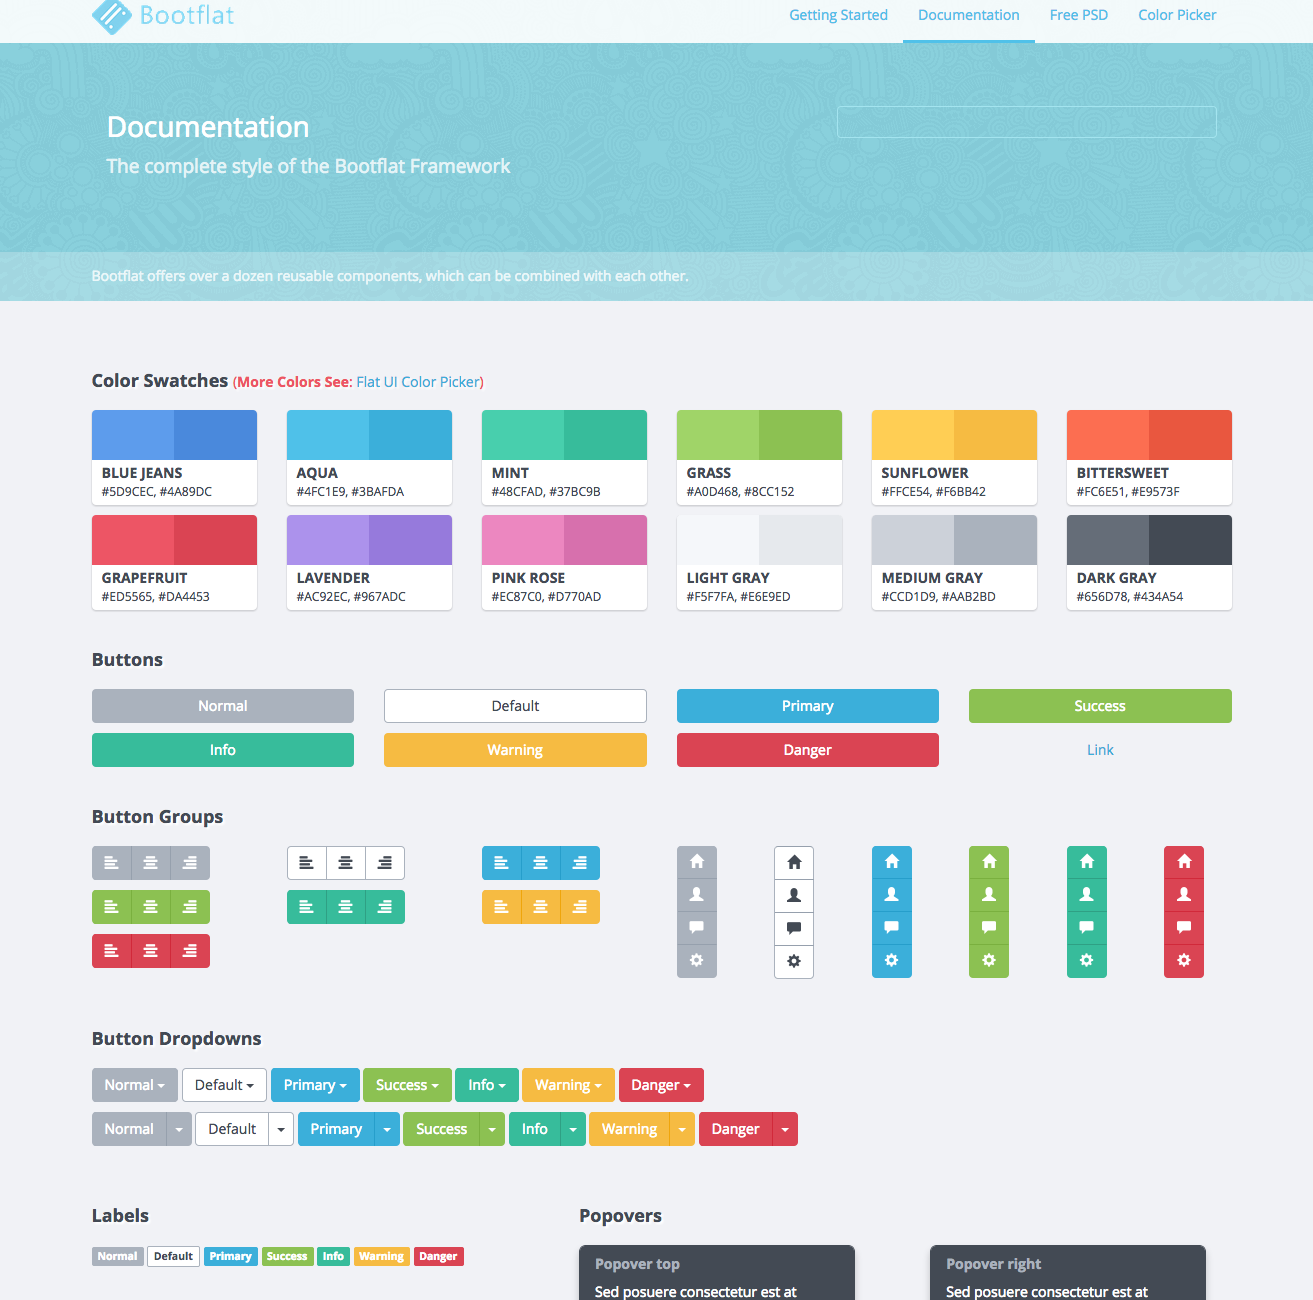 Bootflat
Getting Started Documentation Free PSD Color Picker
Documentation
The complete style of the Bootflat Framework
Bootflat offers over a dozen reusable components, which can be combined with each other.
Color Swatches (More Colors See: Flat UI Color Picker)
BLUE JEANS AQUA MINT GRASS SUNFLOWER BITTERSWEET
#5D9CEC, #4A89DC #4FC1E9, #3BAFDA #48CFAD, #37BC9B #A0D468, #8CC152 #FFCE54, #F6BB42 #FC6E51, #E9573F
GRAPEFRUIT LAVENDER PINK ROSE LIGHT GRAY MEDIUM GRAY DARK GRAY
#ED5565, #DA4453 #AC92EC, #967ADC #EC87C0, #D770AD #F5F7FA, #E6E9ED #CCD1D9, #AAB2BD #656D78, #434A54
Buttons
Normal Default Primary Success
Info Warning Danger Link
Button Groups
Button Dropdowns
Normal Default Primary Success Info Warning Danger
Normal Default Primary Success Info Warning Danger
Labels Popovers
Normal Default Primary Success Info Warning Danger
Popover top Popover right
Sed posuere consectetur est at Sed posuere consectetur est at